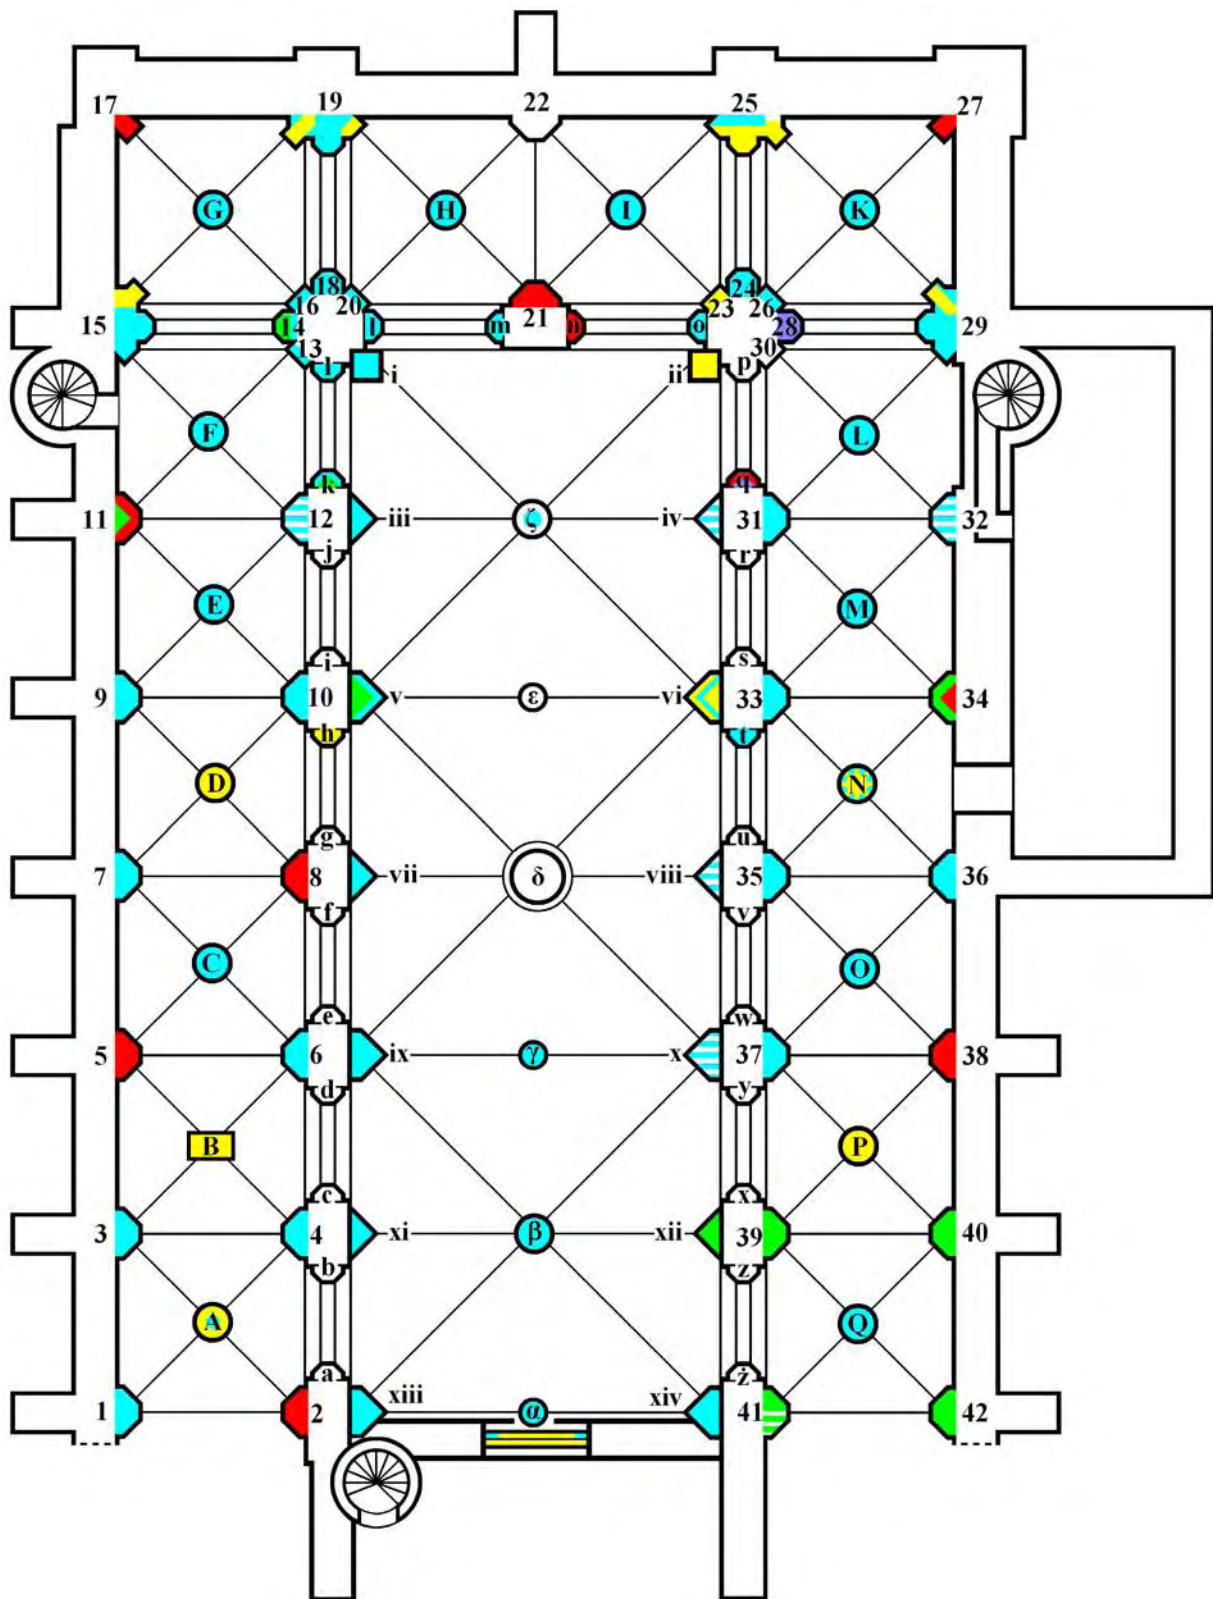 17 19 22 25 27
G H I K
18 24
16 20 21 23 26
15 14 l m n o 28 29
13 30
l i ii p
F L
k q
11 12 iii ζ iv 31 32
j r
E M
i s
9 10 v ε vi 33 34
h t
D N
g u
7 8 vii δ viii 35 36
f v
C O
e w
5 6 ix γ x 37 38
d y
B P
c x
3 4 xi β xii 39 40
b z
A Q
a ż
1 2 xiii α xiv 41 42